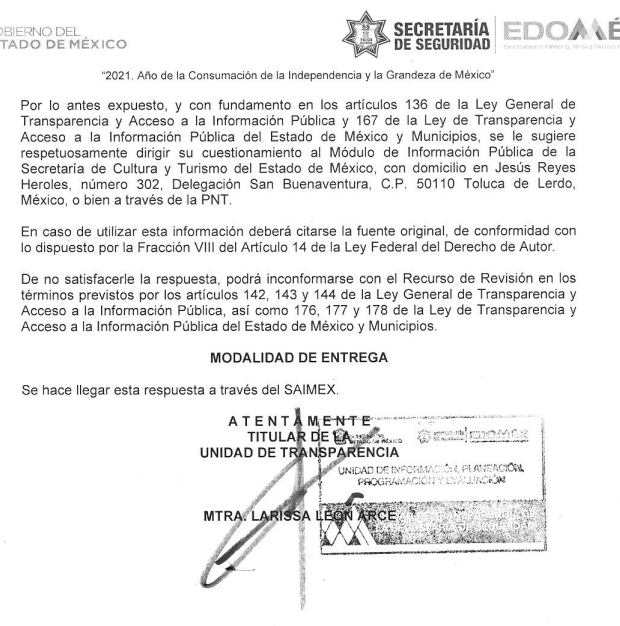 OBIERNO DEL
TADO DE MÉXICO
SECRETARÍA
DE SEGURIDAD
EDOMÉ
"2021. Año de la Consumación de la Independencia y la Grandeza de México"
Por lo antes expuesto, y con fundamento en los artículos 136 de la Ley General de
Transparencia y Acceso a la Información Pública y 167 de la Ley de Transparencia y
Acceso a la Información Pública del Estado de México y Municipios, se le sugiere
respetuosamente dirigir su cuestionamiento al Módulo de Información Pública de la
Secretaría de Cultura y Turismo del Estado de México, con domicilio en Jesús Reyes
Heroles, número 302, Delegación San Buenaventura, C.P. 50110 Toluca de Lerdo,
México, o bien a través de la PNT.
En caso de utilizar esta información deberá citarse la fuente original, de conformidad con
lo dispuesto por la Fracción VIII del Artículo 14 de la Ley Federal del Derecho de Autor.
De no satisfacerle la respuesta, podrá inconformarse con el Recurso de Revisión en los
términos previstos por los artículos 142, 143 y 144 de la Ley General de Transparencia y
Acceso a la Información Pública, así como 176, 177 y 178 de la Ley de Transparencia y
Acceso a la Información Pública del Estado de México y Municipios.
MODALIDAD DE ENTREGA
Se hace llegar esta respuesta a través del SAIMEX.
A T E N T A M E N T E
TITULAR DE LA
UNIDAD DE TRANSPARENCIA
EDOMÉX
UNIDAD DE INFORMACIÓN, PLANEACIÓN,
PROGRAMACIÓN Y EVALUACIÓN
MTRA. LARISSA LEÓN ARCE